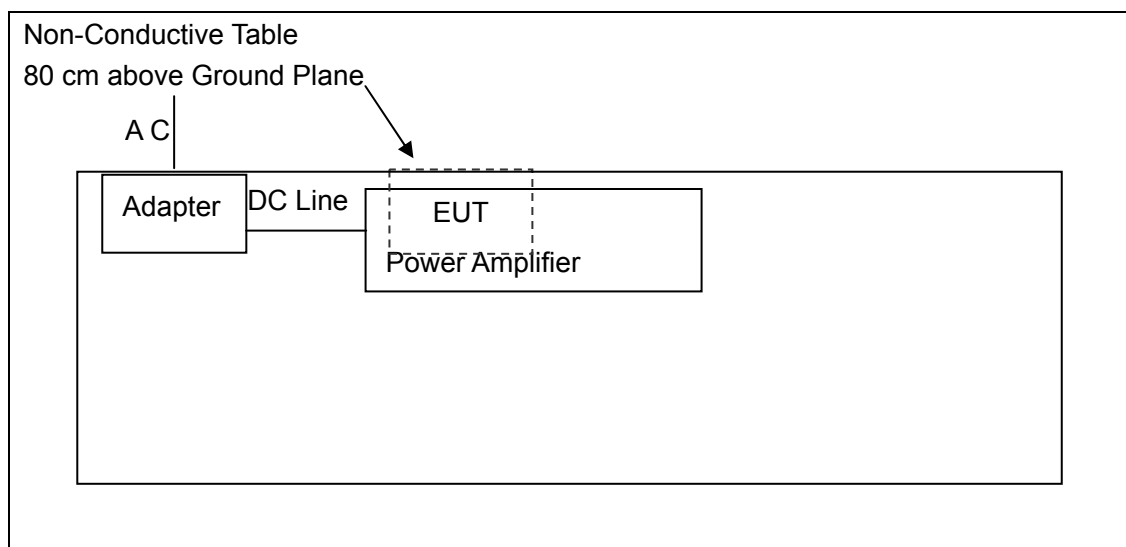 Non-Conductive Table
80 cm above Ground Plane
A C
Adapter
DC Line
EUT
Power Amplifier